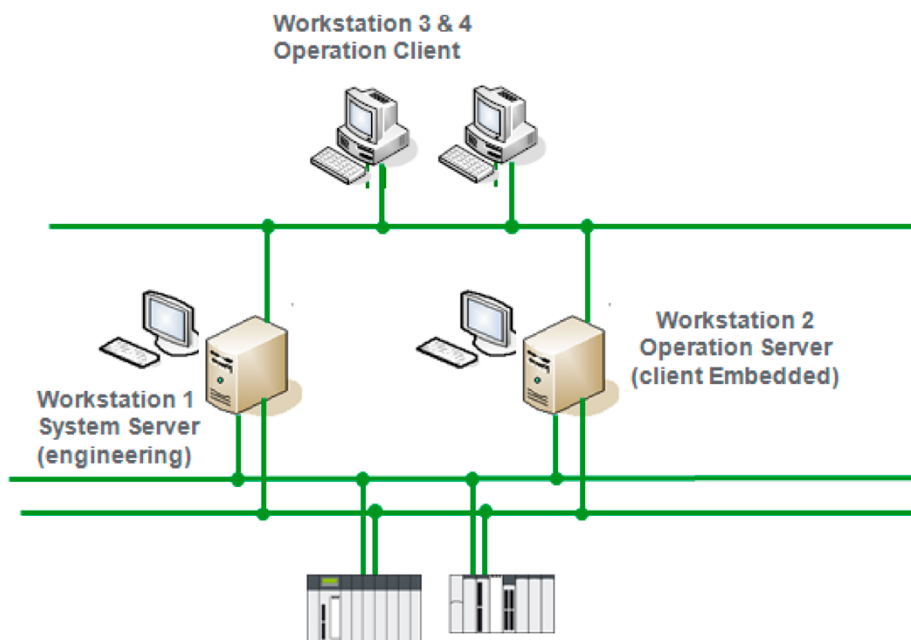 Workstation 3 & 4
Operation Client
Workstation 2
Operation Server
(client Embedded)
Workstation 1
System Server
(engineering)